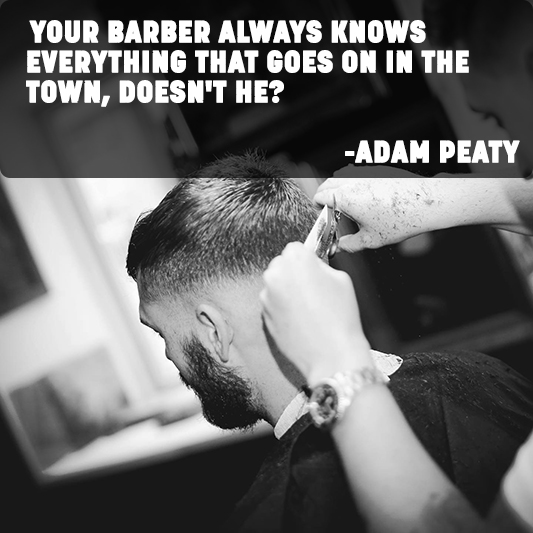 YOUR BARBER ALWAYS KNOWS
EVERYTHING THAT GOES ON IN THE
TOWN, DOESN'T HE?
-ADAM PEATY